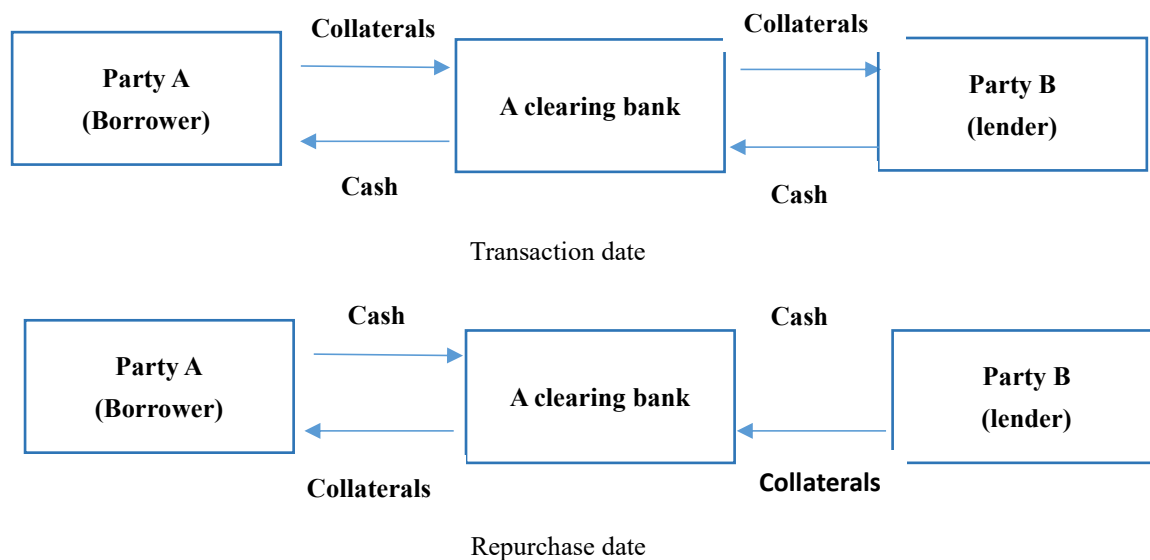 Collaterals
Collaterals
Party A
(Borrower)
A clearing bank
Party B
(lender)
Cash
Cash
Transaction date
Cash
Cash
Party A
(Borrower)
A clearing bank
Party B
(lender)
Collaterals
Collaterals
Repurchase date